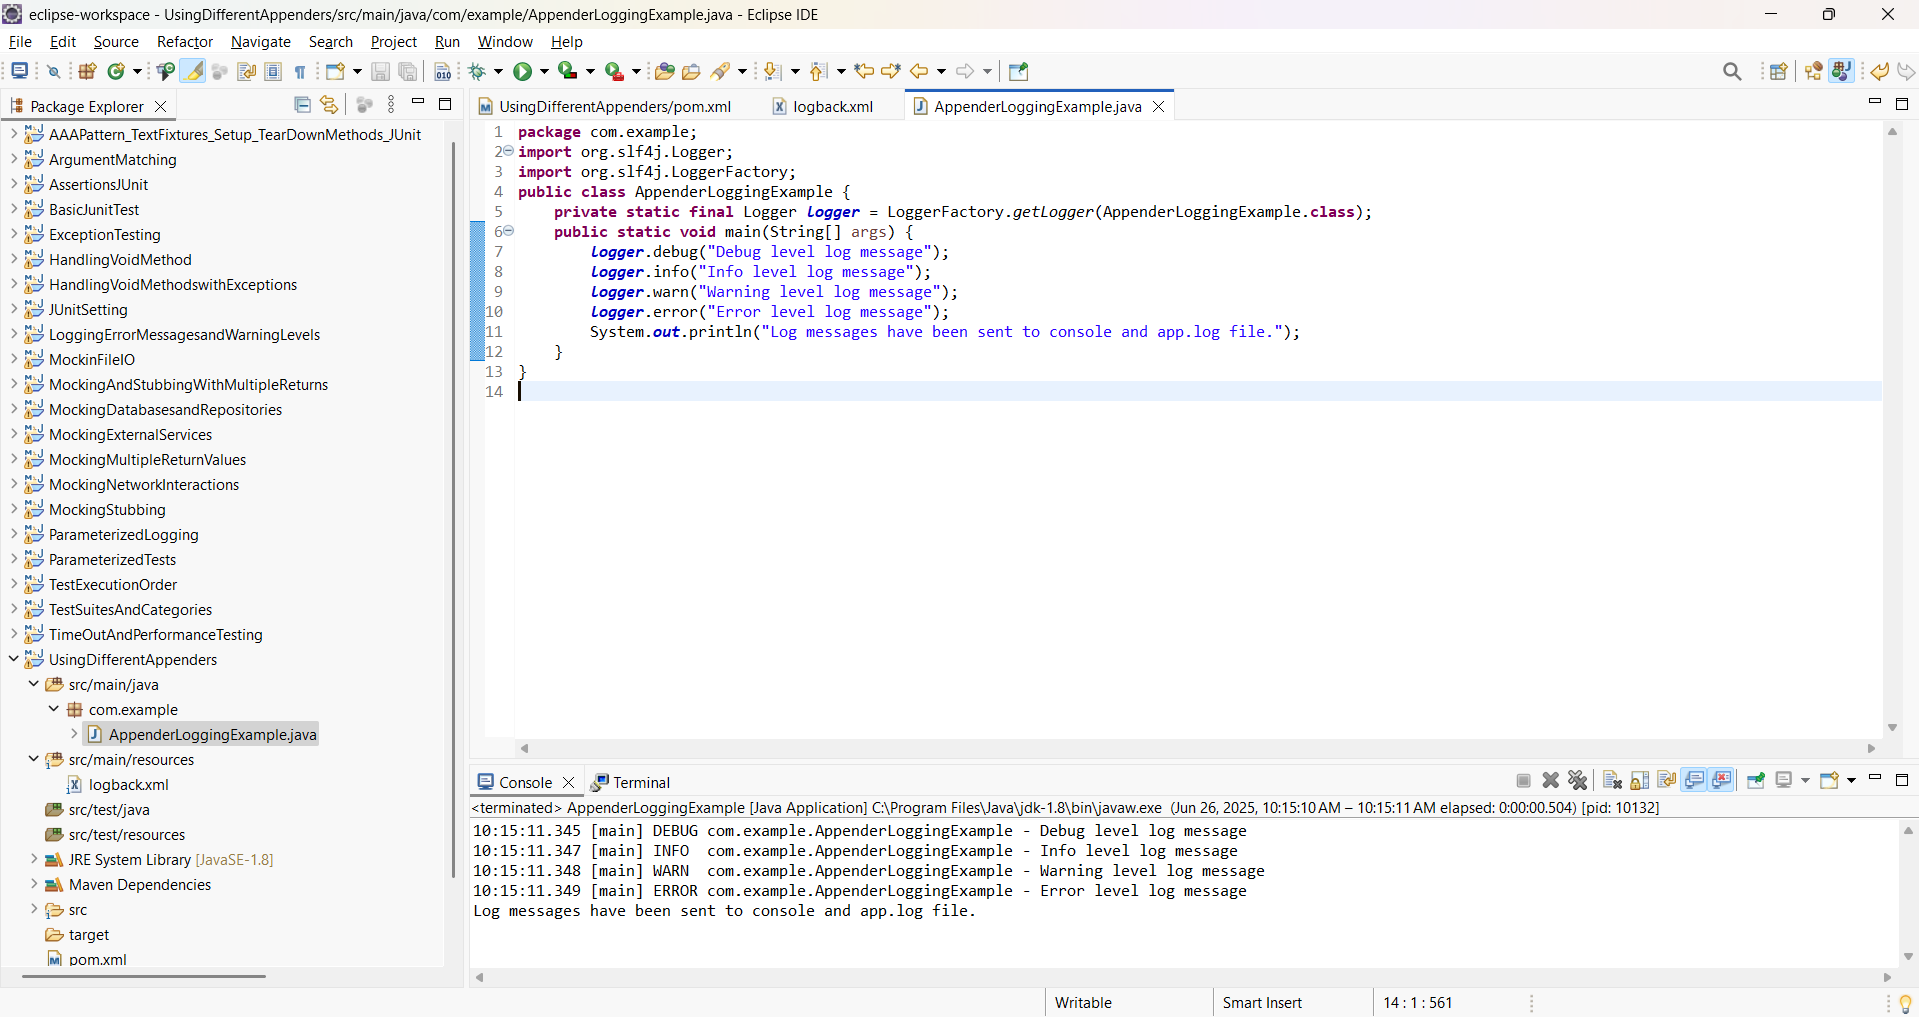 eclipse-workspace - UsingDifferentAppenders/src/main/java/com/example/AppenderLoggingExample.java - Eclipse IDE
File Edit Source Refactor Navigate Search Project Run Window Help
Package Explorer
AAAPattern_TextFixtures_Setup_TearDownMethods_JUnit
ArgumentMatching
AssertionsJUnit
BasicJunitTest
ExceptionTesting
HandlingVoidMethod
HandlingVoidMethodswithExceptions
JUnitSetting
LoggingErrorMessagesandWarningLevels
MockinFileIO
MockingAndStubbingWithMultipleReturns
MockingDatabasesandRepositories
MockingExternalServices
MockingMultipleReturnValues
MockingNetworkInteractions
MockingStubbing
ParameterizedLogging
ParameterizedTests
TestExecutionOrder
TestSuitesAndCategories
TimeOutAndPerformanceTesting
UsingDifferentAppenders
src/main/java
com.example
AppenderLoggingExample.java
src/main/resources
logback.xml
src/test/java
src/test/resources
JRE System Library [JavaSE-1.8]
Maven Dependencies
src
target
pom.xml
UsingDifferentAppenders/pom.xml logback.xml AppenderLoggingExample.java
1 package com.example;
2 import org.slf4j.Logger;
3 import org.slf4j.LoggerFactory;
4 public class AppenderLoggingExample {
5     private static final Logger logger = LoggerFactory.getLogger(AppenderLoggingExample.class);
6     public static void main(String[] args) {
7         logger.debug("Debug level log message");
8         logger.info("Info level log message");
9         logger.warn("Warning level log message");
10         logger.error("Error level log message");
11         System.out.println("Log messages have been sent to console and app.log file.");
12     }
13 }
14
Console Terminal
<terminated> AppenderLoggingExample [Java Application] C:\Program Files\Java\jdk-1.8\bin\javaw.exe (Jun 26, 2025, 10:15:10 AM – 10:15:11 AM elapsed: 0:00:00.504) [pid: 10132]
10:15:11.345 [main] DEBUG com.example.AppenderLoggingExample - Debug level log message
10:15:11.347 [main] INFO  com.example.AppenderLoggingExample - Info level log message
10:15:11.348 [main] WARN  com.example.AppenderLoggingExample - Warning level log message
10:15:11.349 [main] ERROR com.example.AppenderLoggingExample - Error level log message
Log messages have been sent to console and app.log file.
Writable Smart Insert 14 : 1 : 561